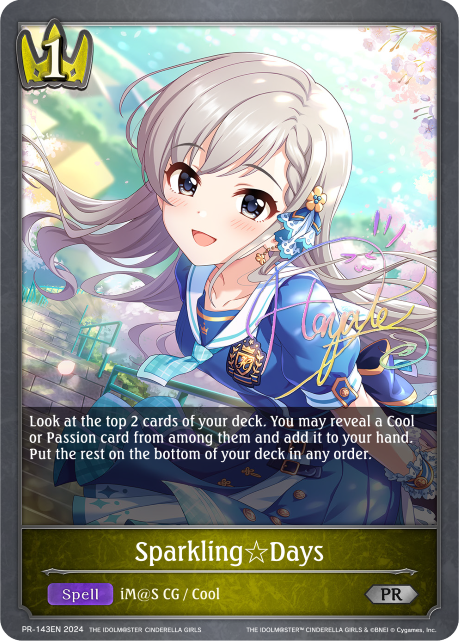 1
Hayate
Look at the top 2 cards of your deck. You may reveal a Cool
or Passion card from among them and add it to your hand.
Put the rest on the bottom of your deck in any order.
Sparkling☆Days
Spell iM@S CG / Cool PR
PR-143EN 2024 THE IDOLM@STER CINDERELLA GIRLS THE IDOLM@STER™ CINDERELLA GIRLS & ©BNEI © Cygames, Inc.